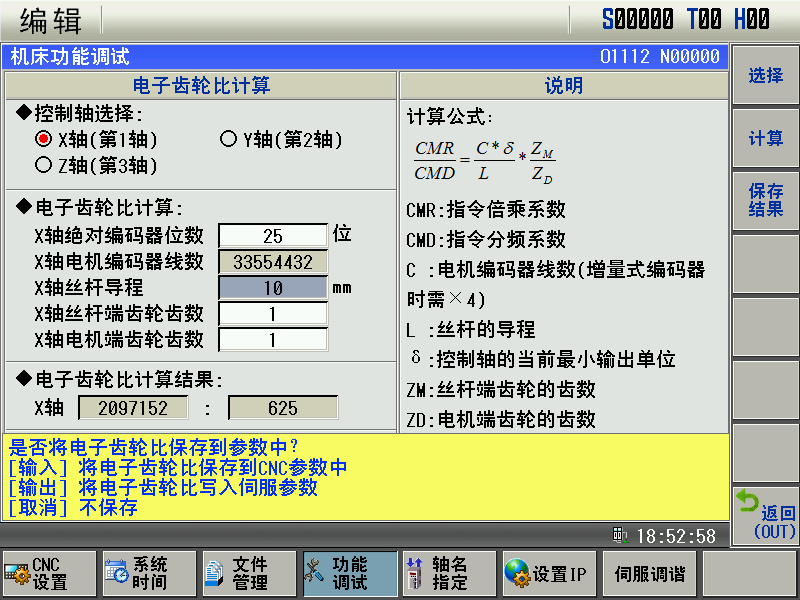 编辑
S00000 T00 H00
机床功能调试
O1112 N00000
电子齿轮比计算
◆控制轴选择:
X轴(第1轴)
Y轴(第2轴)
Z轴(第3轴)
◆电子齿轮比计算:
X轴绝对编码器位数 25 位
X轴电机编码器线数 33554432
X轴丝杆导程 10 mm
X轴丝杆端齿轮齿数 1
X轴电机端齿轮齿数 1
◆电子齿轮比计算结果:
X轴 2097152 : 625
说明
计算公式:
CMR/CMD = C*δ/L * Z_M/Z_D
CMR:指令倍乘系数
CMD:指令分频系数
C :电机编码器线数(增量式编码器
时需×4)
L :丝杆的导程
δ:控制轴的当前最小输出单位
ZM:丝杆端齿轮的齿数
ZD:电机端齿轮的齿数
是否将电子齿轮比保存到参数中?
[输入] 将电子齿轮比保存到CNC参数中
[输出] 将电子齿轮比写入伺服参数
[取消] 不保存
18:52:58
选择
计算
保存
结果
返回
(OUT)
CNC
设置
系统
时间
文件
管理
功能
调试
轴名
指定
设置IP
伺服调谐